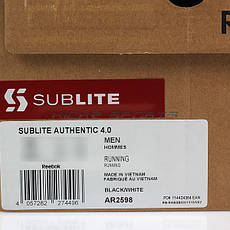 SUBLITE
SUBLITE AUTHENTIC 4.0
MEN
HOMMES
Reebok
RUNNING
RUNNING
MADE IN VIETNAM
FABRIQUE AU VIETNAM
BLACK/WHITE
AR2598
4 057282 274496